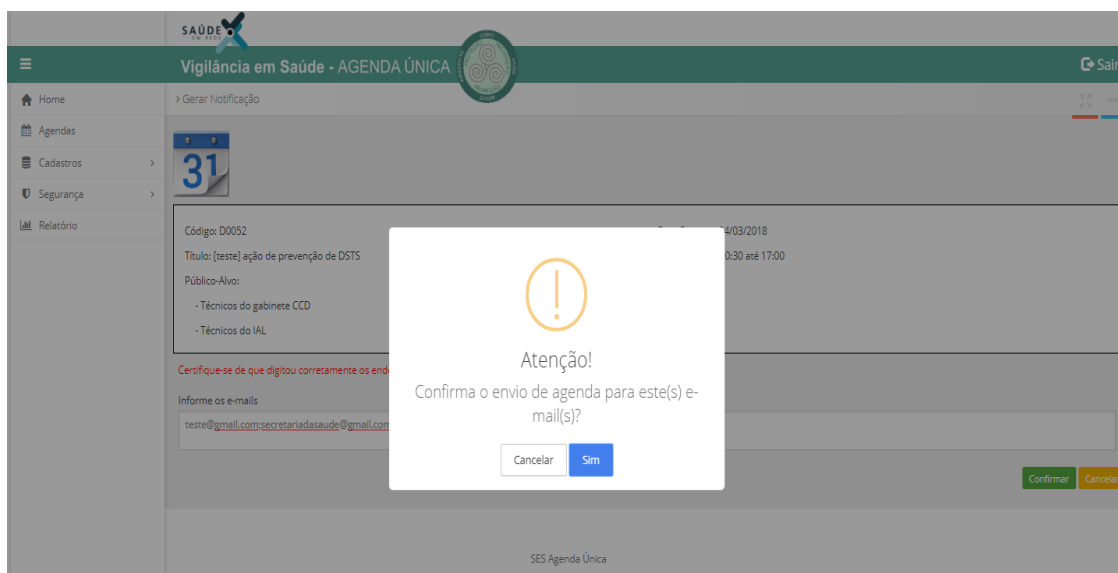 SAÚDE
EM REDE
Vigilância em Saúde - AGENDA ÚNICA
Sair
Home
> Gerar Notificação
Agendas
Cadastros
Segurança
Relatório
31
Código: D0052
4/03/2018
Título: [teste] ação de prevenção de DSTS
0:30 até 17:00
Público-Alvo:
- Técnicos do gabinete CCD
- Técnicos do IAL
Certifique-se de que digitou corretamente os
Informe os e-mails
teste@gmail.com;secretariadasaude@gmail.com
Atenção!
Confirma o envio de agenda para este(s) e-
mail(s)?
Cancelar Sim
Confirmar Cancelar
SES Agenda Única